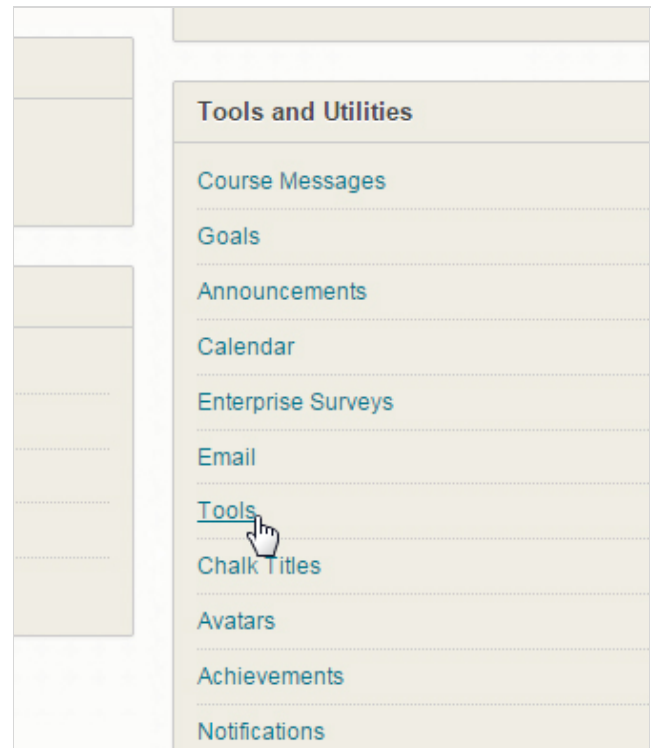 Tools and Utilities
Course Messages
Goals
Announcements
Calendar
Enterprise Surveys
Email
Tools
Chalk Titles
Avatars
Achievements
Notifications